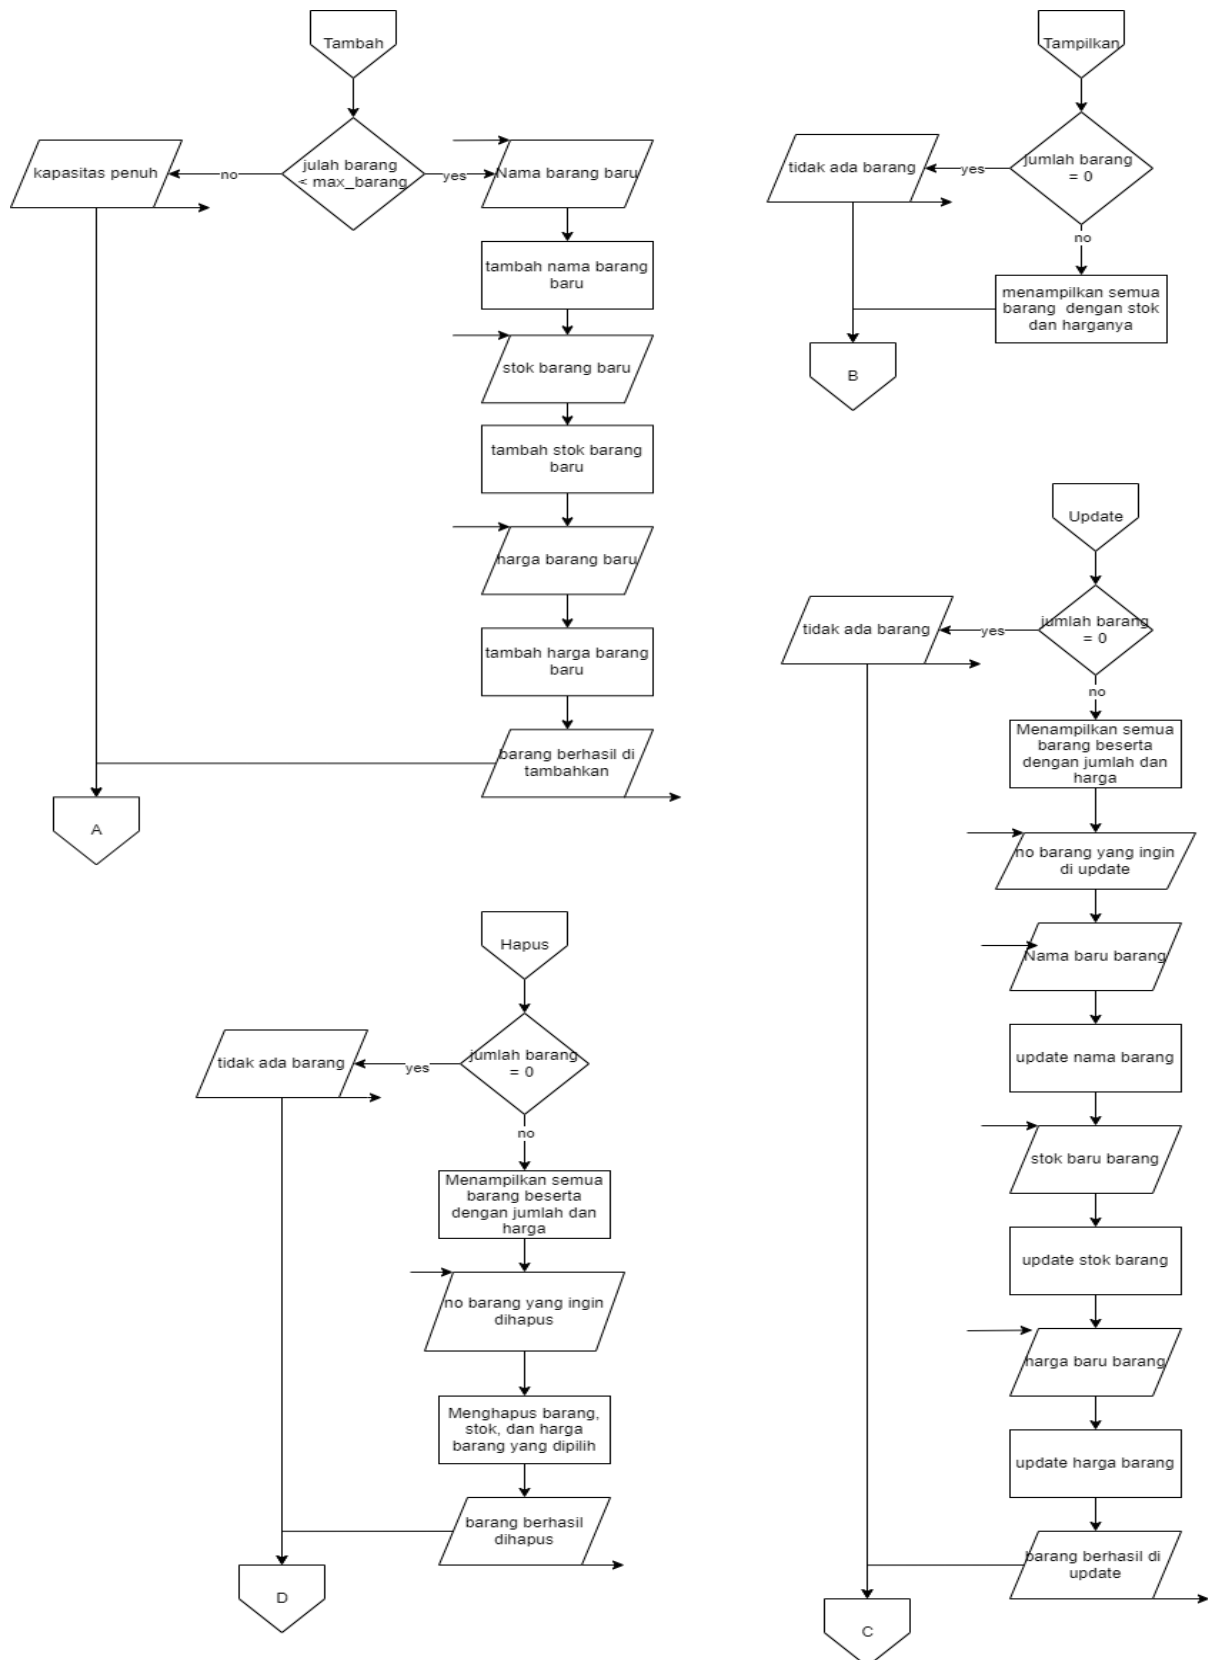 Tambah
julah barang
< max_barang
no
yes
kapasitas penuh
Nama barang baru
tambah nama barang
baru
stok barang baru
tambah stok barang
baru
harga barang baru
tambah harga barang
baru
barang berhasil di
tambahkan
A
Tampilkan
jumlah barang
= 0
yes
no
tidak ada barang
menampilkan semua
barang dengan stok
dan harganya
B
Update
jumlah barang
= 0
yes
no
tidak ada barang
Menampilkan semua
barang beserta
dengan jumlah dan
harga
no barang yang ingin
di update
Nama baru barang
update nama barang
stok baru barang
update stok barang
harga baru barang
update harga barang
barang berhasil di
update
C
Hapus
jumlah barang
= 0
yes
no
tidak ada barang
Menampilkan semua
barang beserta
dengan jumlah dan
harga
no barang yang ingin
dihapus
Menghapus barang,
stok, dan harga
barang yang dipilih
barang berhasil
dihapus
D